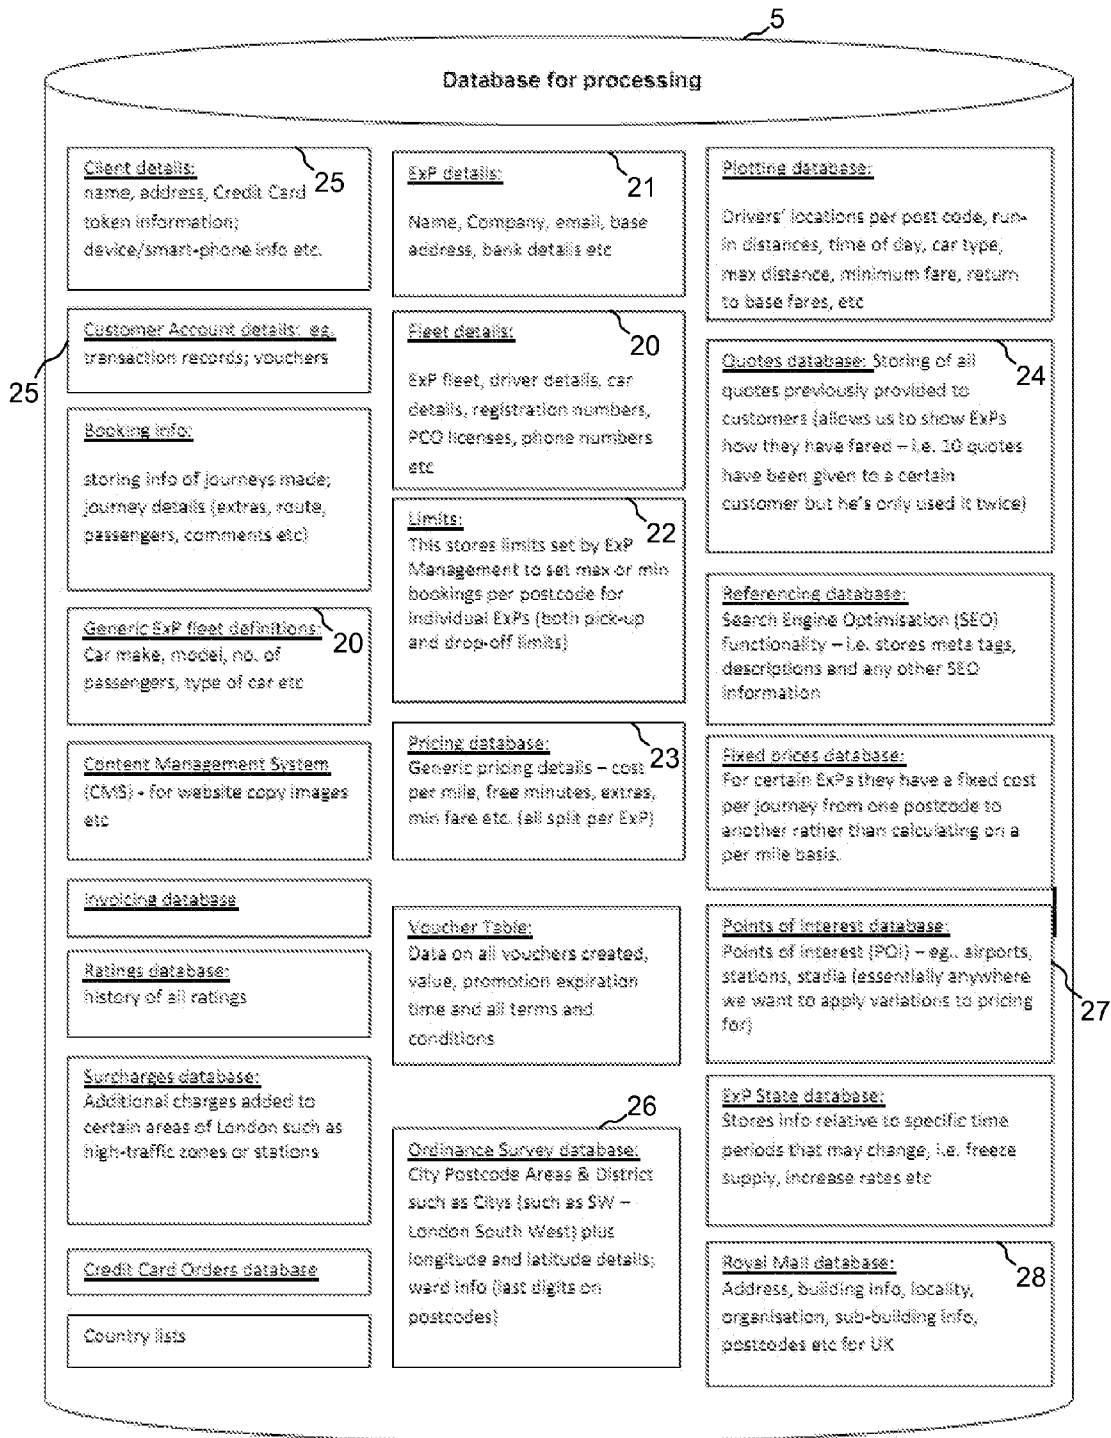 5
Database for processing
Client details:
name, address, Credit Card
token information;
device/smart-phone info etc.
25
Customer Account details: eg.
transaction records; vouchers
25
Booking info:
storing info of journeys made;
journey details (extras, route,
passengers, comments etc)
Generic ExP fleet definitions:
Car make, model, no. of
passengers, type of car etc
20
Content Management System
(CMS) - for website copy images
etc
Invoicing database
Ratings database:
history of all ratings
Surcharges database:
Additional charges added to
certain areas of London such as
high-traffic zones or stations
Credit Card Orders database
Country lists
ExP details:
Name, Company, email, base
address, bank details etc
21
Fleet details:
ExP fleet, driver details, car
details, registration numbers,
PCO licenses, phone numbers
etc
20
Limits:
This stores limits set by ExP
Management to set max or min
bookings per postcode for
individual ExPs (both pick-up
and drop-off limits)
22
Pricing database:
Generic pricing details – cost
per mile, free minutes, extras,
min fare etc. (all split per ExP)
23
Voucher Table:
Data on all vouchers created,
value, promotion expiration
time and all terms and
conditions
26
Ordinance Survey database:
City Postcode Areas & District
such as Citys (such as SW –
London South West) plus
longitude and latitude details;
ward info (last digits on
postcodes)
Plotting database:
Drivers' locations per post code, run-
in distances, time of day, car type,
max distance, minimum fare, return
to base fares, etc
Quotes database: Storing of all
quotes previously provided to
customers (allows us to show ExPs
how they have fared – i.e. 10 quotes
have been given to a certain
customer but he's only used it twice)
24
Referencing database:
Search Engine Optimisation (SEO)
functionality – i.e. stores meta tags,
descriptions and any other SEO
information
Fixed prices database:
For certain ExPs they have a fixed cost
per journey from one postcode to
another rather than calculating on a
per mile basis.
Points of interest database:
Points of interest (POI) – eg.. airports,
stations, stadia (essentially anywhere
we want to apply variations to pricing
for)
27
ExP State database:
Stores info relative to specific time
periods that may change, i.e. freeze
supply, increase rates etc
Royal Mail database:
Address, building info, locality,
organisation, sub-building info,
postcodes etc for UK
28